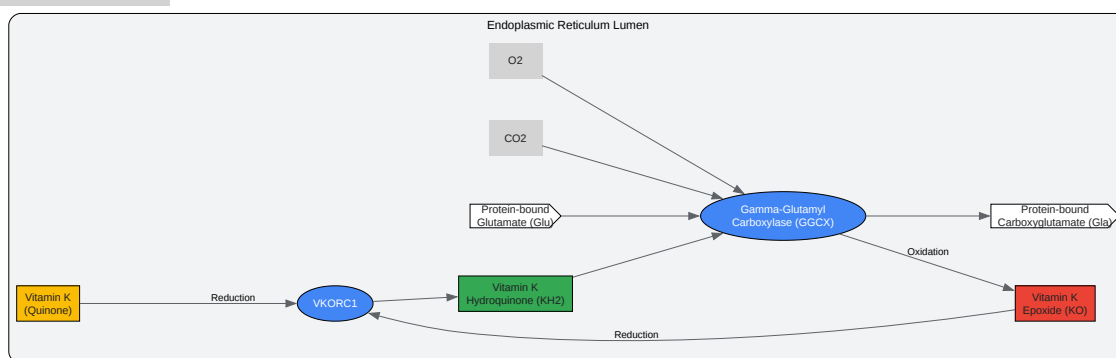 Endoplasmic Reticulum Lumen
O2
CO2
Protein-bound
Glutamate (Glu)
Gamma-Glutamyl
Carboxylase (GGCX)
Protein-bound
Carboxyglutamate (Gla)
Oxidation
Vitamin K
(Quinone)
Reduction
VKORC1
Vitamin K
Hydroquinone (KH2)
Vitamin K
Epoxide (KO)
Reduction